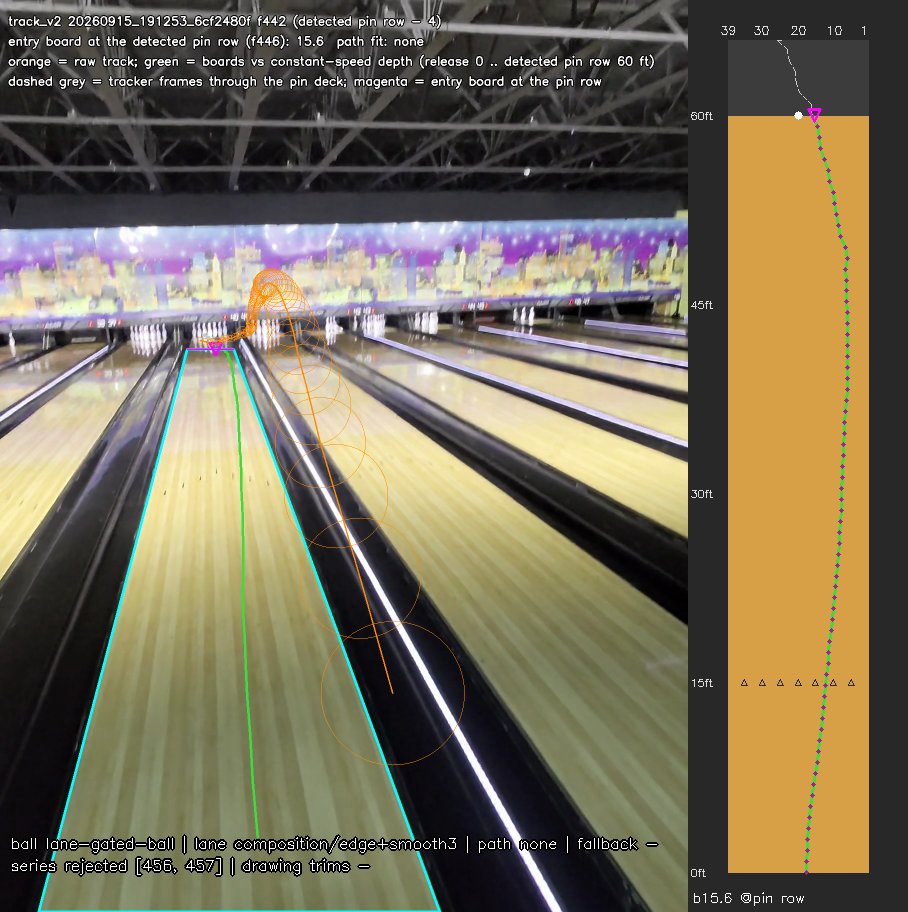 track_v2 20260915_191253_6cf2480f f442 (detected pin row - 4)
entry board at the detected pin row (f446): 15.6 path fit: none
orange = raw track; green = boards vs constant-speed depth (release 0 .. detected pin row 60 ft)
dashed grey = tracker frames through the pin deck; magenta = entry board at the pin row
39 30 20 10 1
60ft
45ft
30ft
15ft
0ft
ball lane-gated-ball | lane composition/edge+smooth3 | path none | fallback -
series rejected [456, 457] | drawing trims -
b15.6 @pin row